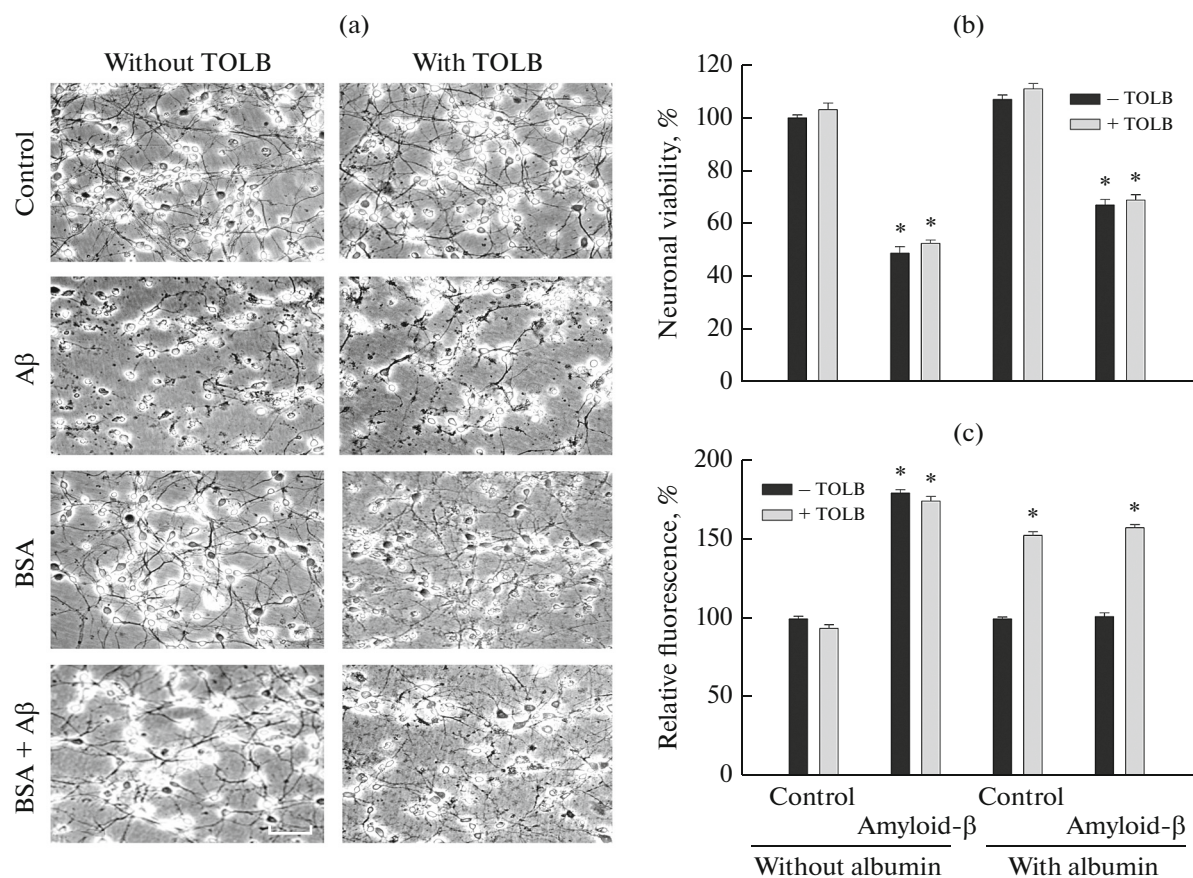 (a)
Without TOLB
With TOLB
Control
Aβ
BSA
BSA + Aβ
(b)
Neuronal viability, %
120
100
80
60
40
20
0
– TOLB
+ TOLB
* * * *
(c)
Relative fluorescence, %
200
150
100
50
0
– TOLB
+ TOLB
* * * *
Control
Amyloid-β
Control
Amyloid-β
Without albumin
With albumin